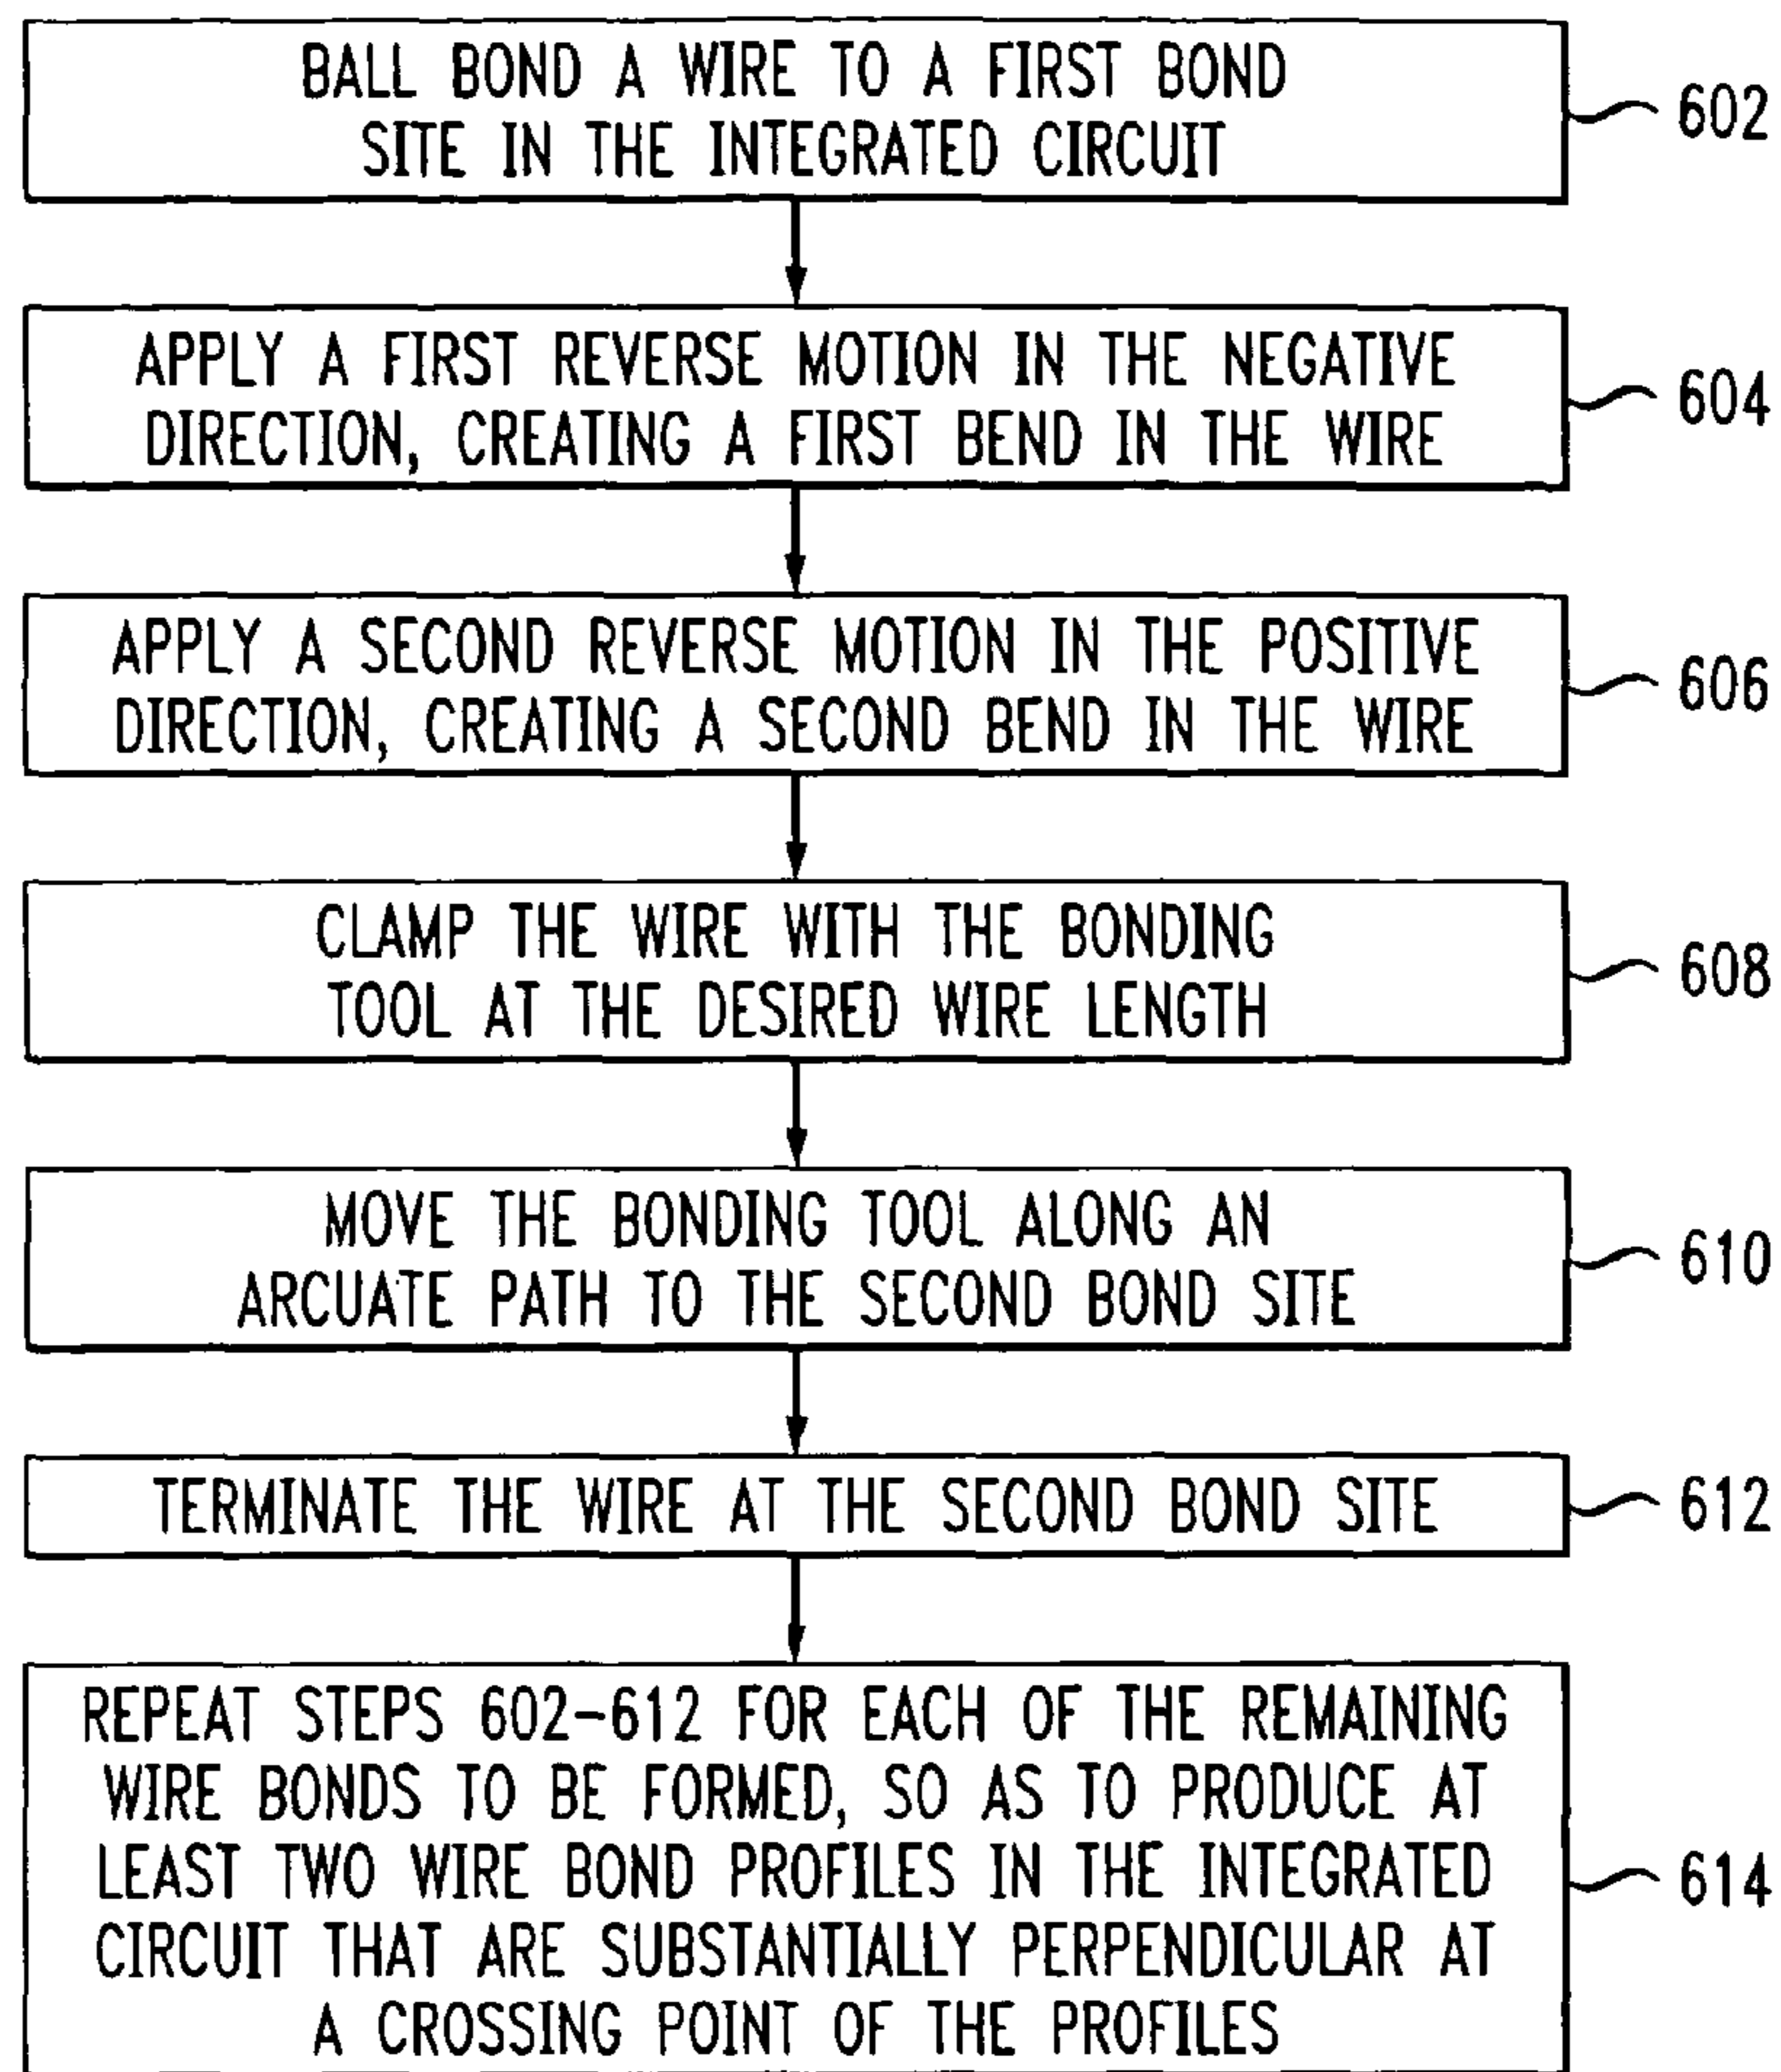 BALL BOND A WIRE TO A FIRST BOND
SITE IN THE INTEGRATED CIRCUIT
602
APPLY A FIRST REVERSE MOTION IN THE NEGATIVE
DIRECTION, CREATING A FIRST BEND IN THE WIRE
604
APPLY A SECOND REVERSE MOTION IN THE POSITIVE
DIRECTION, CREATING A SECOND BEND IN THE WIRE
606
CLAMP THE WIRE WITH THE BONDING
TOOL AT THE DESIRED WIRE LENGTH
608
MOVE THE BONDING TOOL ALONG AN
ARCUATE PATH TO THE SECOND BOND SITE
610
TERMINATE THE WIRE AT THE SECOND BOND SITE
612
REPEAT STEPS 602-612 FOR EACH OF THE REMAINING
WIRE BONDS TO BE FORMED, SO AS TO PRODUCE AT
LEAST TWO WIRE BOND PROFILES IN THE INTEGRATED
CIRCUIT THAT ARE SUBSTANTIALLY PERPENDICULAR AT
A CROSSING POINT OF THE PROFILES
614